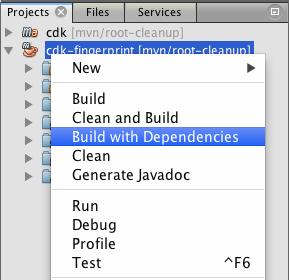 Projects Files Services
cdk [mvn/root-cleanup]
cdk-fingerprint [mvn/root-cleanup]
New
Build
Clean and Build
Build with Dependencies
Clean
Generate Javadoc
Run
Debug
Profile
Test ^F6